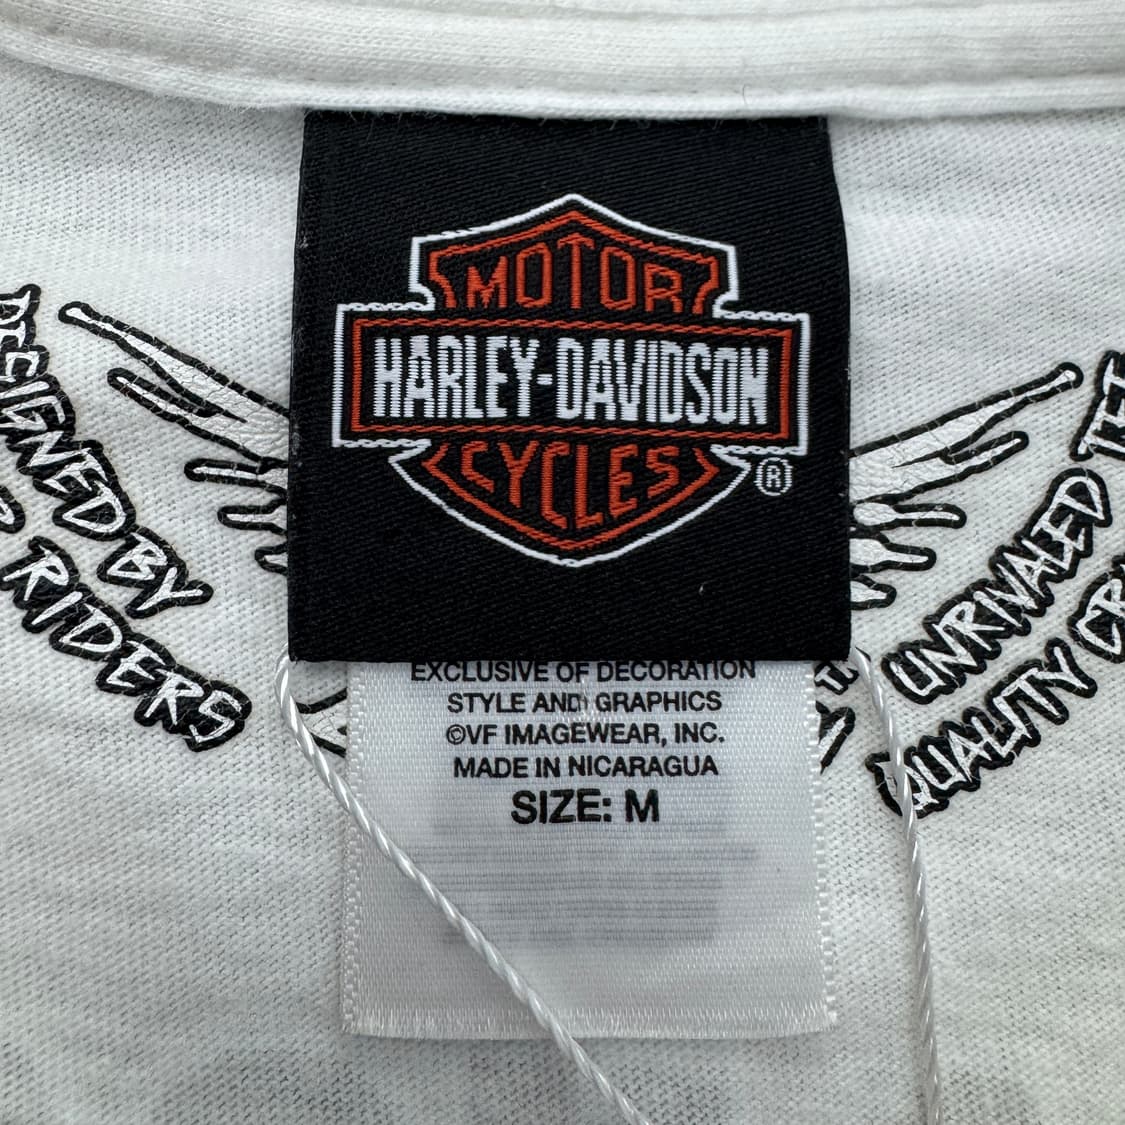 MOTOR
HARLEY-DAVIDSON
CYCLES
®
DESIGNED BY
RIDERS
UNRIVALED
QUALITY
EXCLUSIVE OF DECORATION
STYLE AND GRAPHICS
©VF IMAGEWEAR, INC.
MADE IN NICARAGUA
SIZE: M